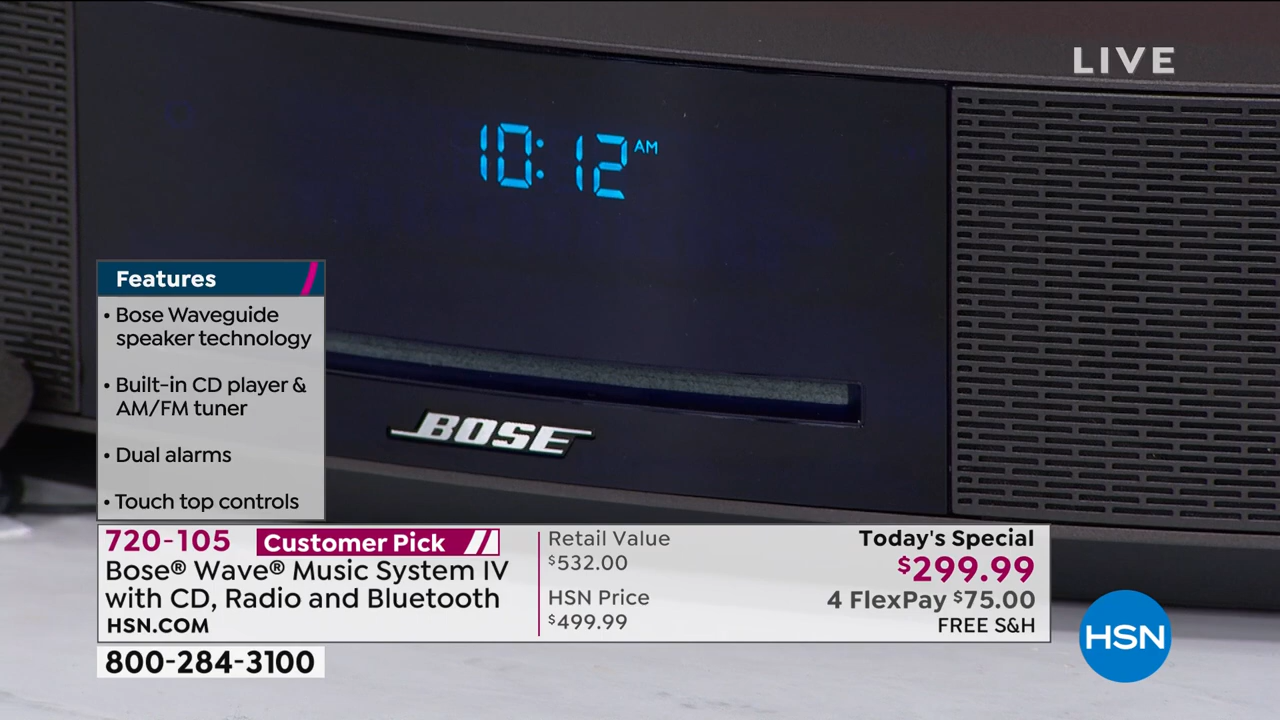 LIVE
10:12 AM
Features
• Bose Waveguide
speaker technology
• Built-in CD player &
AM/FM tuner
• Dual alarms
• Touch top controls
BOSE
720-105 Customer Pick
Bose® Wave® Music System IV
with CD, Radio and Bluetooth
HSN.COM
Retail Value
$532.00
HSN Price
$499.99
Today's Special
$299.99
4 FlexPay $75.00
FREE S&H
800-284-3100
HSN